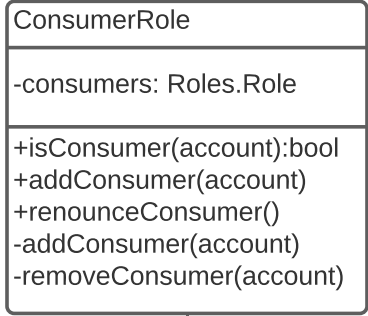 ConsumerRole
-consumers: Roles.Role
+isConsumer(account):bool
+addConsumer(account)
+renounceConsumer()
-addConsumer(account)
-removeConsumer(account)